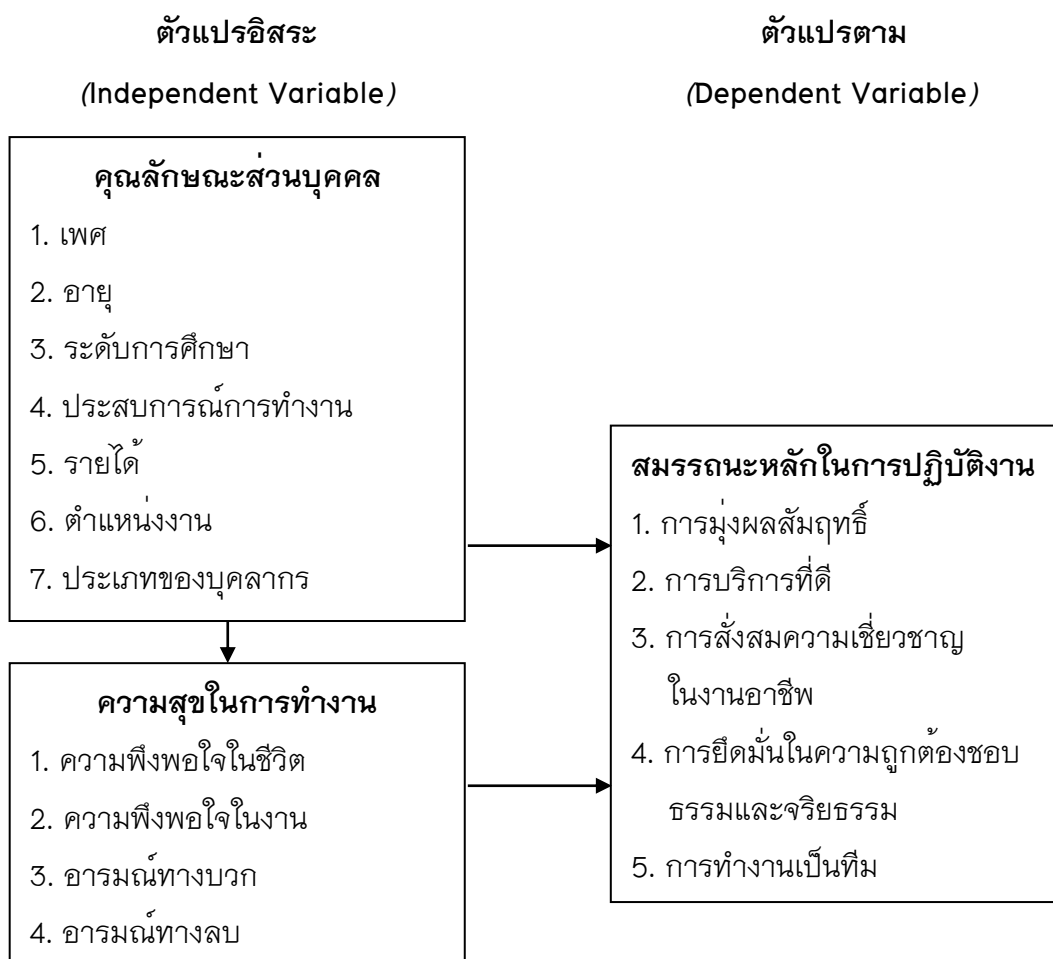 ตัวแปรอิสระ
(Independent Variable)
ตัวแปรตาม
(Dependent Variable)
คุณลักษณะส่วนบุคคล
1. เพศ
2. อายุ
3. ระดับการศึกษา
4. ประสบการณ์การทำงาน
5. รายได้
6. ตำแหน่งงาน
7. ประเภทของบุคลากร
ความสุขในการทำงาน
1. ความพึงพอใจในชีวิต
2. ความพึงพอใจในงาน
3. อารมณ์ทางบวก
4. อารมณ์ทางลบ
สมรรถนะหลักในการปฏิบัติงาน
1. การมุ่งผลสัมฤทธิ์
2. การบริการที่ดี
3. การสั่งสมความเชี่ยวชาญ
ในงานอาชีพ
4. การยึดมั่นในความถูกต้องชอบ
ธรรมและจริยธรรม
5. การทำงานเป็นทีม